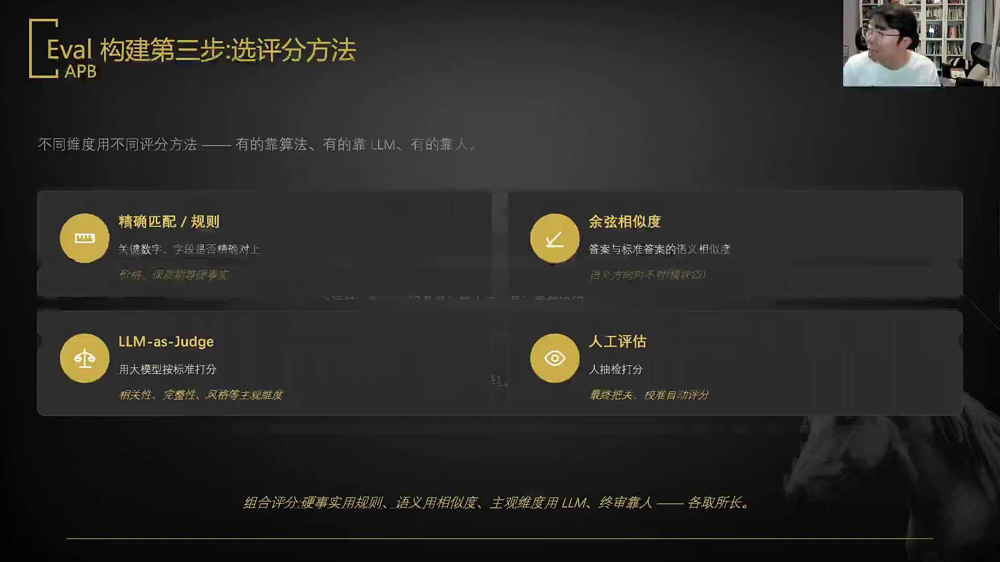 Eval 构建第三步:选评分方法
APB
不同维度用不同评分方法 —— 有的靠算法、有的靠 LLM、有的靠人。
精确匹配 / 规则
关键数字、字段是否精确对上
价格、保质期等硬事实
余弦相似度
答案与标准答案的语义相似度
语义方向对不对(模块四)
LLM-as-Judge
用大模型按标准打分
相关性、完整性、风格等主观维度
人工评估
人抽检打分
最终把关、校准自动评分
组合评分:硬事实用规则、语义用相似度、主观维度用 LLM、终审靠人 —— 各取所长。